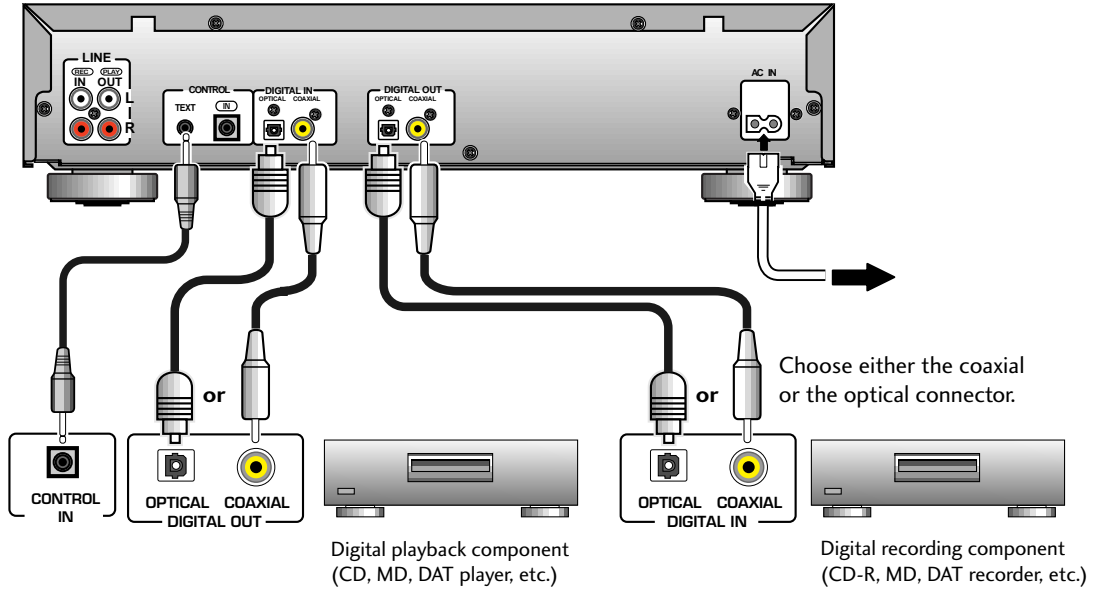 LINE
REC PLAY
IN OUT
L
R
CONTROL
TEXT IN
DIGITAL IN
OPTICAL COAXIAL
DIGITAL OUT
OPTICAL COAXIAL
AC IN
Choose either the coaxial
or the optical connector.
or
or
CONTROL
IN
OPTICAL COAXIAL
DIGITAL OUT
OPTICAL COAXIAL
DIGITAL IN
Digital playback component
(CD, MD, DAT player, etc.)
Digital recording component
(CD-R, MD, DAT recorder, etc.)